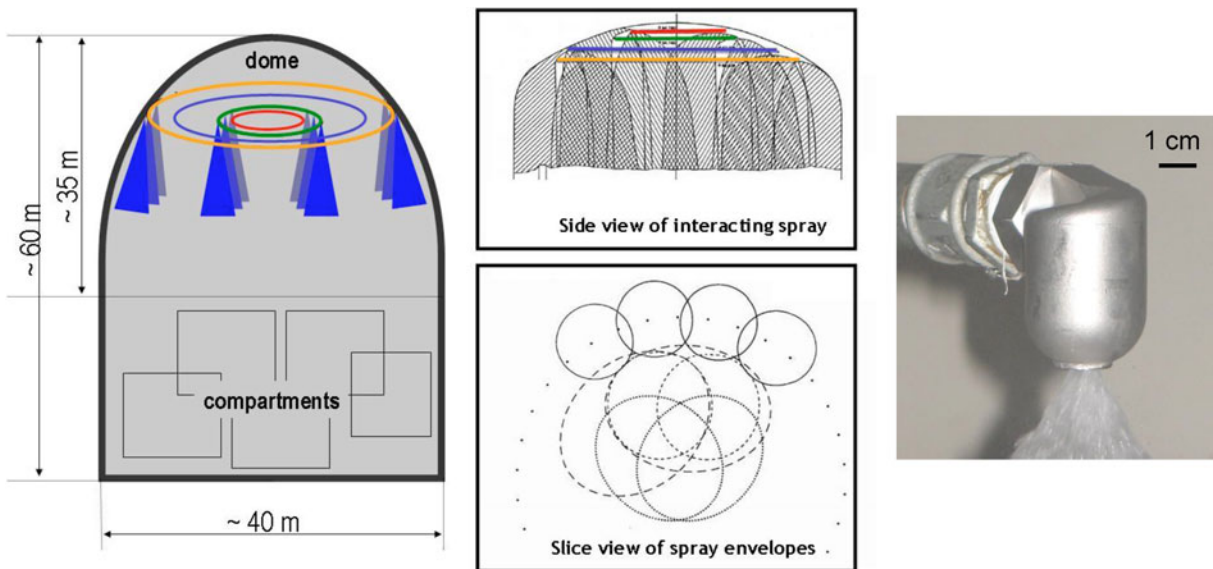 dome
~ 60 m
~ 35 m
compartments
~ 40 m
Side view of interacting spray
Slice view of spray envelopes
1 cm